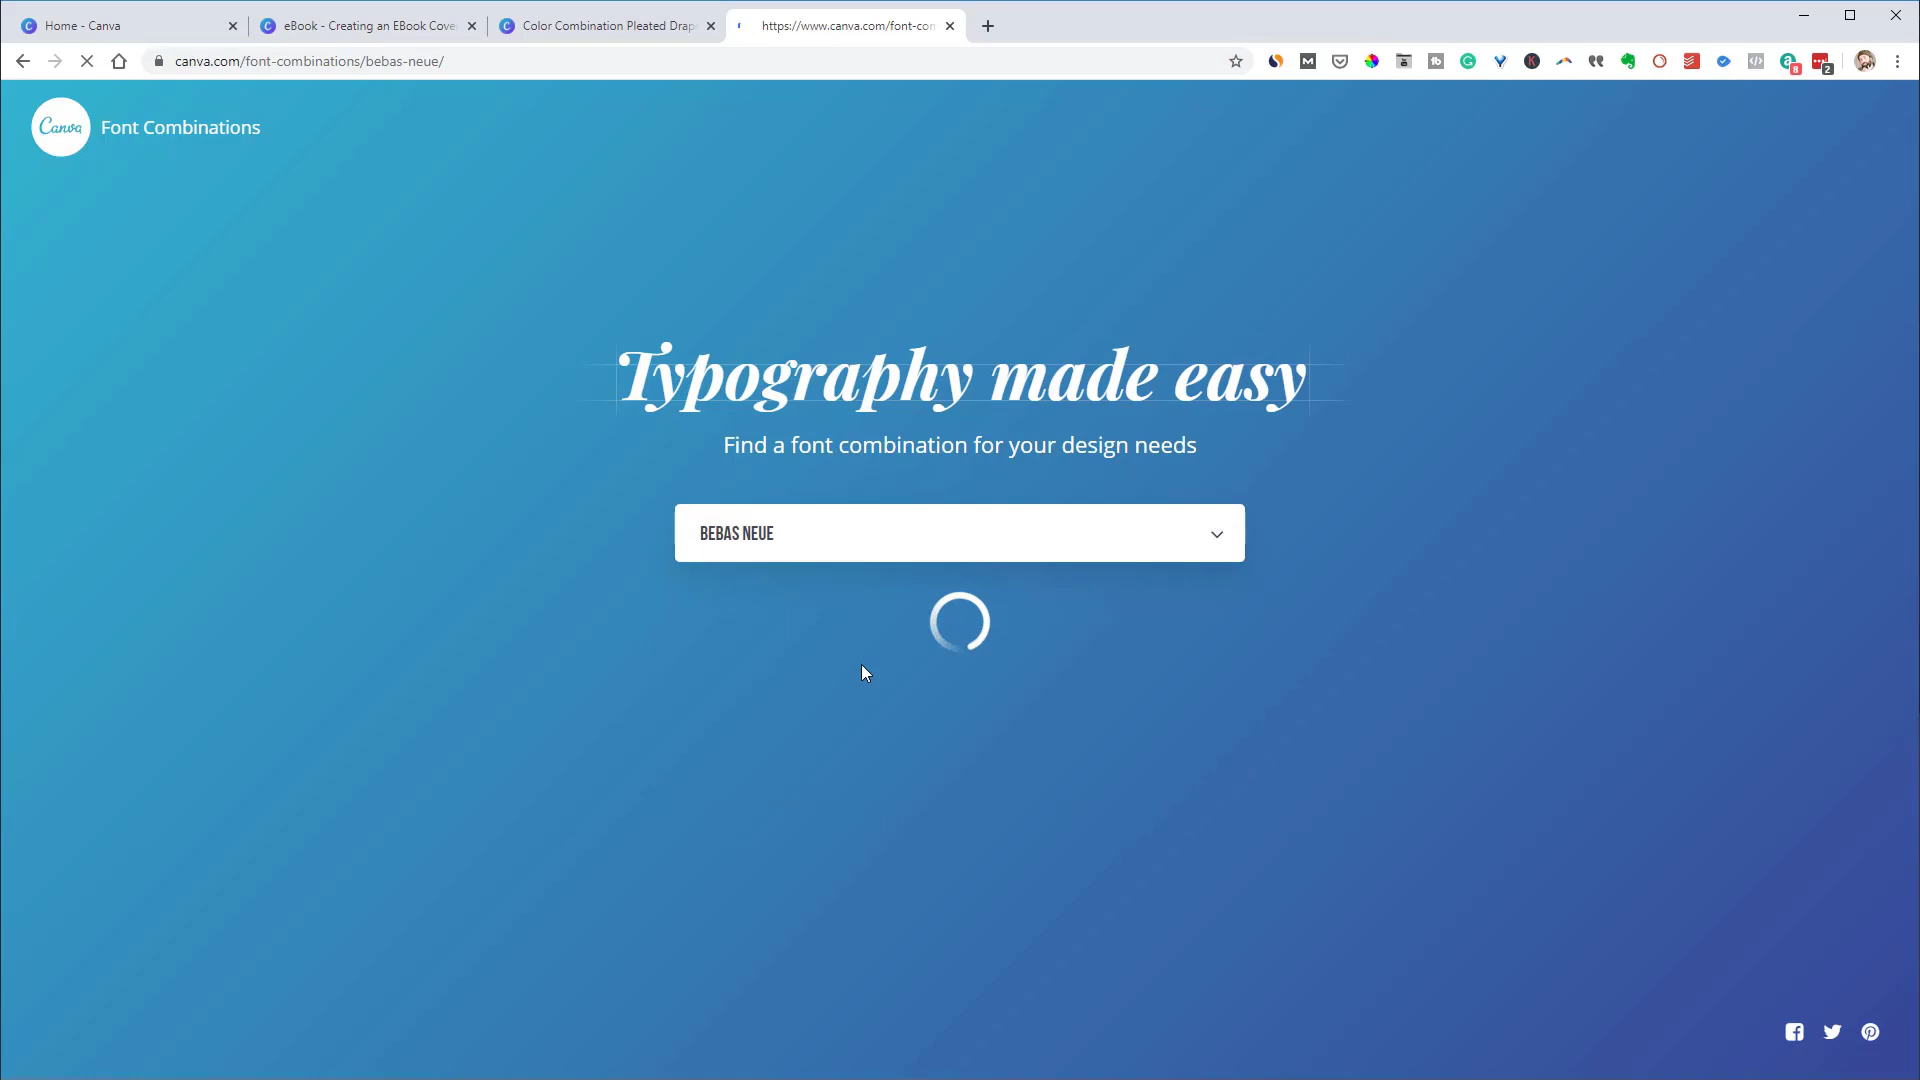 Home - Canva
eBook - Creating an EBook Cove
Color Combination Pleated Drap
https://www.canva.com/font-con
canva.com/font-combinations/bebas-neue/
8
2
Canva
Font Combinations
Typography made easy
Find a font combination for your design needs
BEBAS NEUE